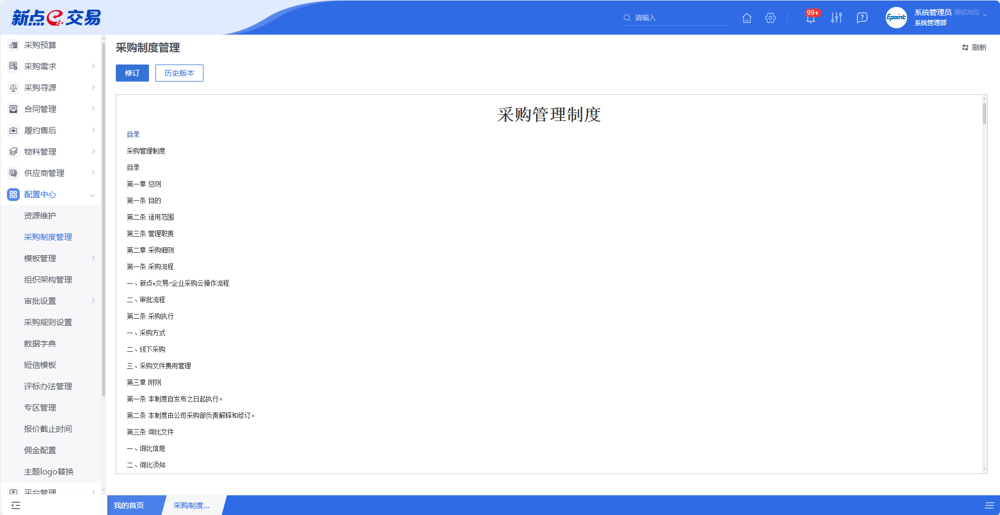 新点e交易
请输入
99+
Epoint
系统管理员 测试岗位
系统管理部
采购预算
采购需求
采购寻源
合同管理
履约售后
物料管理
供应商管理
配置中心
资源维护
采购制度管理
模板管理
组织架构管理
审批设置
采购规则设置
数据字典
短信模板
评标办法管理
专区管理
报价截止时间
佣金配置
主题logo替换
平台管理
采购制度管理
刷新
修订
历史版本
采购管理制度
目录
采购管理制度
目录
第一章 总则
第一条 目的
第二条 适用范围
第三条 管理职责
第二章 采购细则
第一条 采购流程
一、新点e交易-企业采购云操作流程
二、审批流程
第二条 采购执行
一、采购方式
二、线下采购
三、采购文件费用管理
第三章 附则
第一条 本制度自发布之日起执行。
第二条 本制度由公司采购部负责解释和修订。
第三条 询比文件
一、询比信息
二、询比须知
我的首页
采购制度...